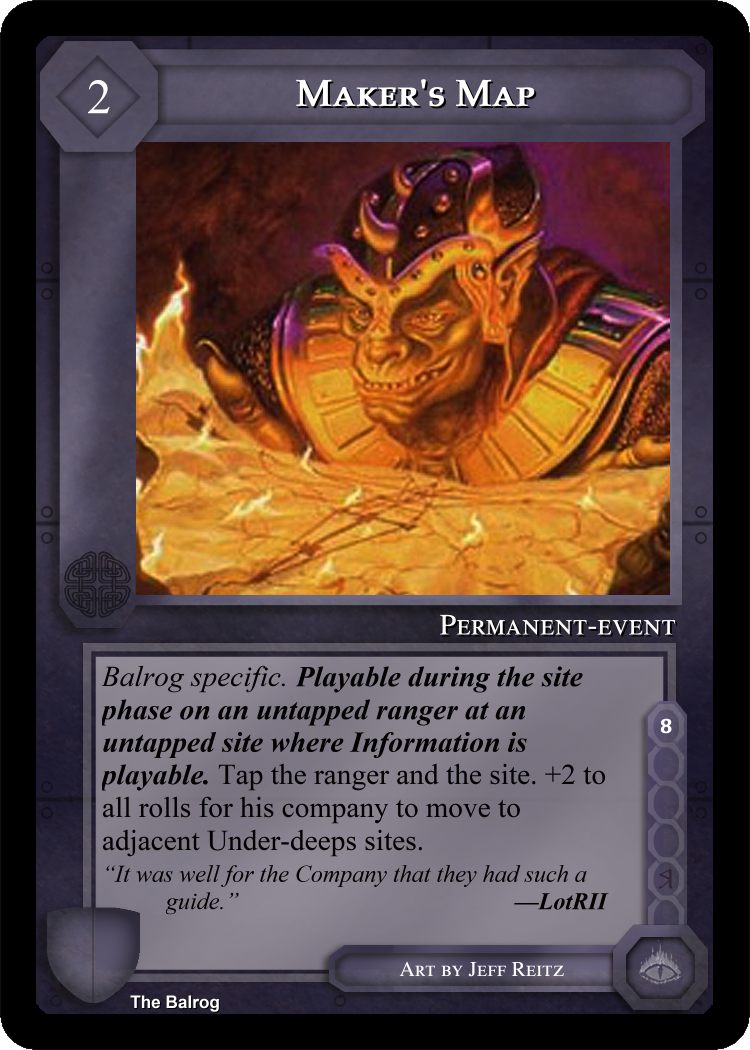 2
Maker's Map
Permanent-event
Balrog specific. Playable during the site
phase on an untapped ranger at an
untapped site where Information is
playable. Tap the ranger and the site. +2 to
all rolls for his company to move to
adjacent Under-deeps sites.
“It was well for the Company that they had such a
guide.” —LotRII
8
R
Art by Jeff Reitz
The Balrog